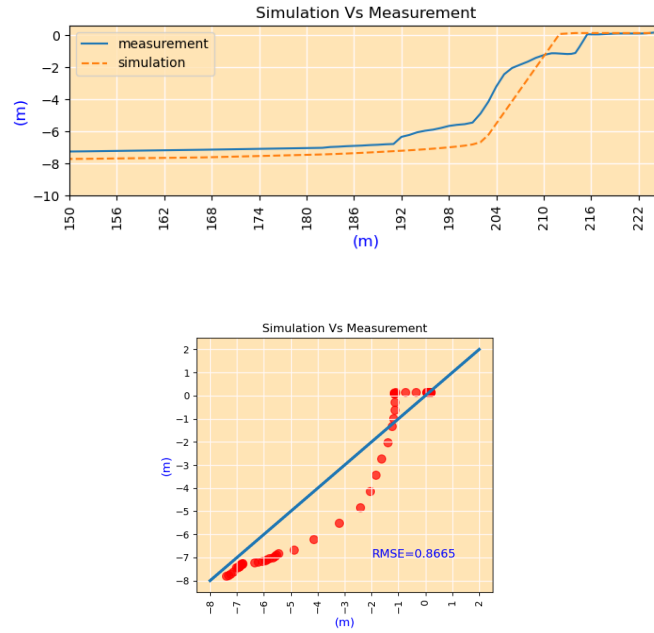 Simulation Vs Measurement
measurement
simulation
0
−2
−4
−6
−8
−10
(m)
150 156 162 168 174 180 186 192 198 204 210 216 222
(m)
Simulation Vs Measurement
2
1
0
−1
−2
−3
−4
−5
−6
−7
−8
(m)
RMSE=0.8665
−8 −7 −6 −5 −4 −3 −2 −1 0 1 2
(m)